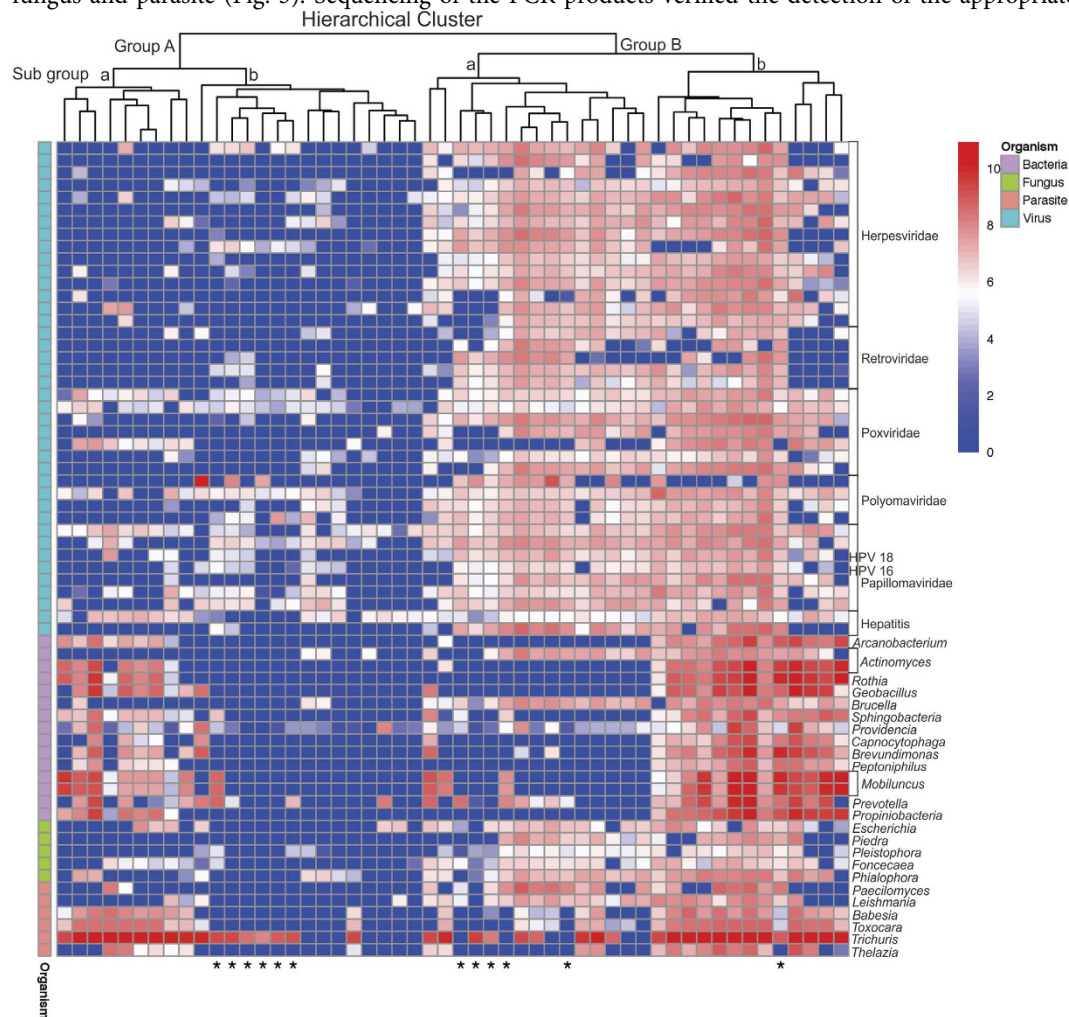 fungus and parasite (Fig. 3). Sequencing of the PCR products verified the detection of the appropriate
Hierarchical Cluster
Group A
Group B
Sub group a b
a b
Organism
Bacteria
Fungus
Parasite
Virus
10
8
6
4
2
0
Herpesviridae
Retroviridae
Poxviridae
Polyomaviridae
HPV 18
HPV 16
Papillomaviridae
Hepatitis
Arcanobacterium
Actinomyces
Rothia
Geobacillus
Brucella
Sphingobacteria
Providencia
Capnocytophaga
Brevundimonas
Peptoniphilus
Mobiluncus
Prevotella
Propiniobacteria
Escherichia
Piedra
Pleistophora
Foncecaea
Phialophora
Paecilomyces
Leishmania
Babesia
Toxocara
Trichuris
Thelazia
* * * * * * * * * * * *
Organism